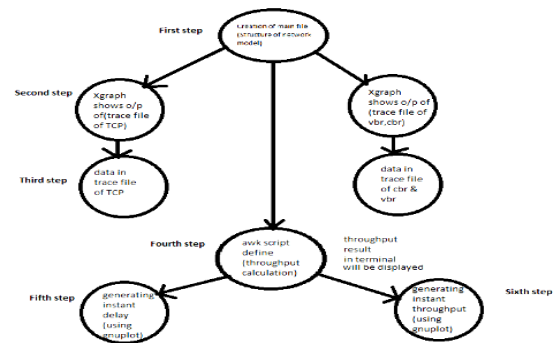 First step
Creation of main file
(structure of network
model)
Second step
Xgraph
shows o/p
of(trace file
of TCP)
Xgraph
shows o/p of
(trace file of
vbr,cbr)
Third step
data in
trace file
of TCP
data in
trace file
of cbr &
vbr
Fourth step
awk script
define
(throughput
calculation)
throughput
result
in terminal
will be displayed
Fifth step
generating
instant
delay
(using
gnuplot)
generating
instant
throughput
(using
gnuplot)
Sixth step